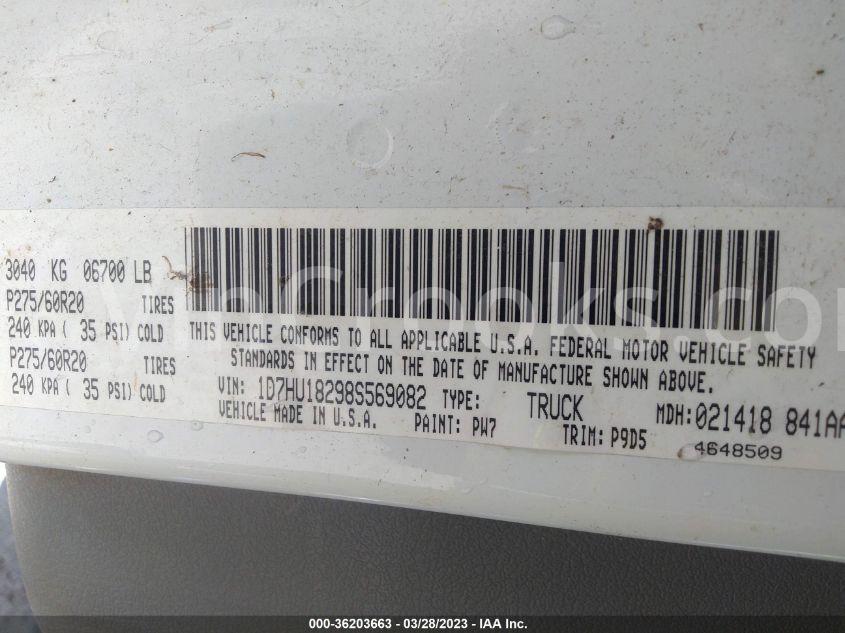 3040 KG 06700 LB
P275/60R20 TIRES
240 KPA ( 35 PSI) COLD
P275/60R20 TIRES
240 KPA ( 35 PSI) COLD
THIS VEHICLE CONFORMS TO ALL APPLICABLE U.S.A. FEDERAL MOTOR VEHICLE SAFETY
STANDARDS IN EFFECT ON THE DATE OF MANUFACTURE SHOWN ABOVE.
VIN: 1D7HU18298S569082 TYPE: TRUCK MDH:021418 841AA
VEHICLE MADE IN U.S.A. PAINT: PW7 TRIM: P9D5 4648509
VinCrooks.co
000-36203663 — 03/28/2023 — IAA Inc.